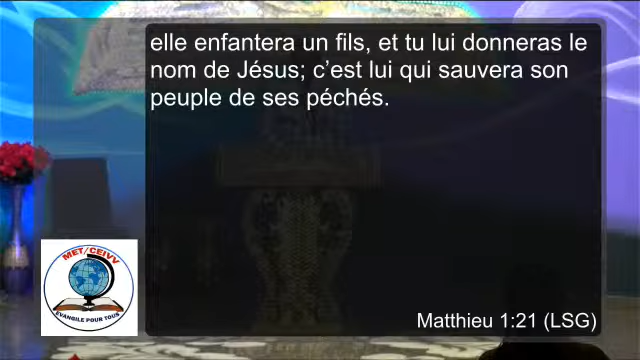 elle enfantera un fils, et tu lui donneras le
nom de Jésus; c’est lui qui sauvera son
peuple de ses péchés.
MET/CEIVV
EVANGILE POUR TOUS
Matthieu 1:21 (LSG)